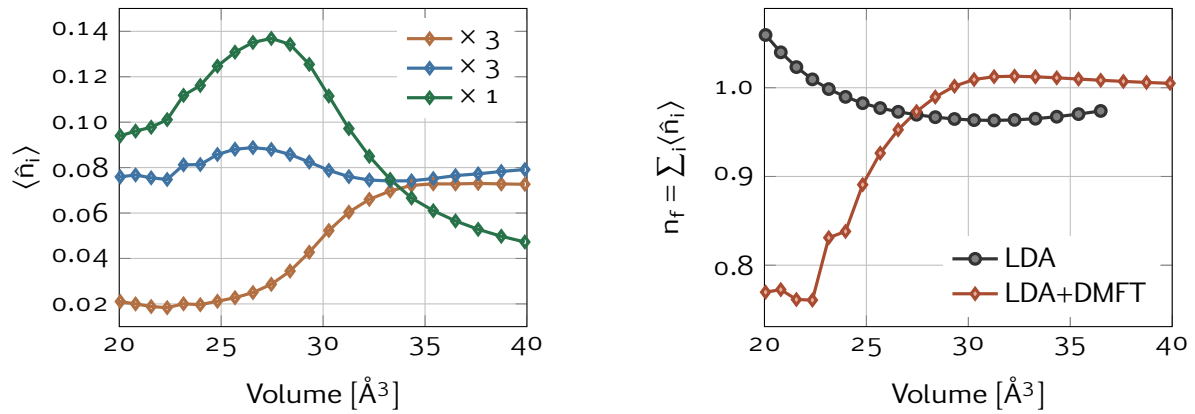 0.14
0.12
0.10
0.08
0.06
0.04
0.02
⟨n̂ᵢ⟩
× 3
× 3
× 1
20 25 30 35 40
Volume [Å³]
1.0
0.9
0.8
n_f = ∑ᵢ⟨n̂ᵢ⟩
LDA
LDA+DMFT
20 25 30 35 40
Volume [Å³]